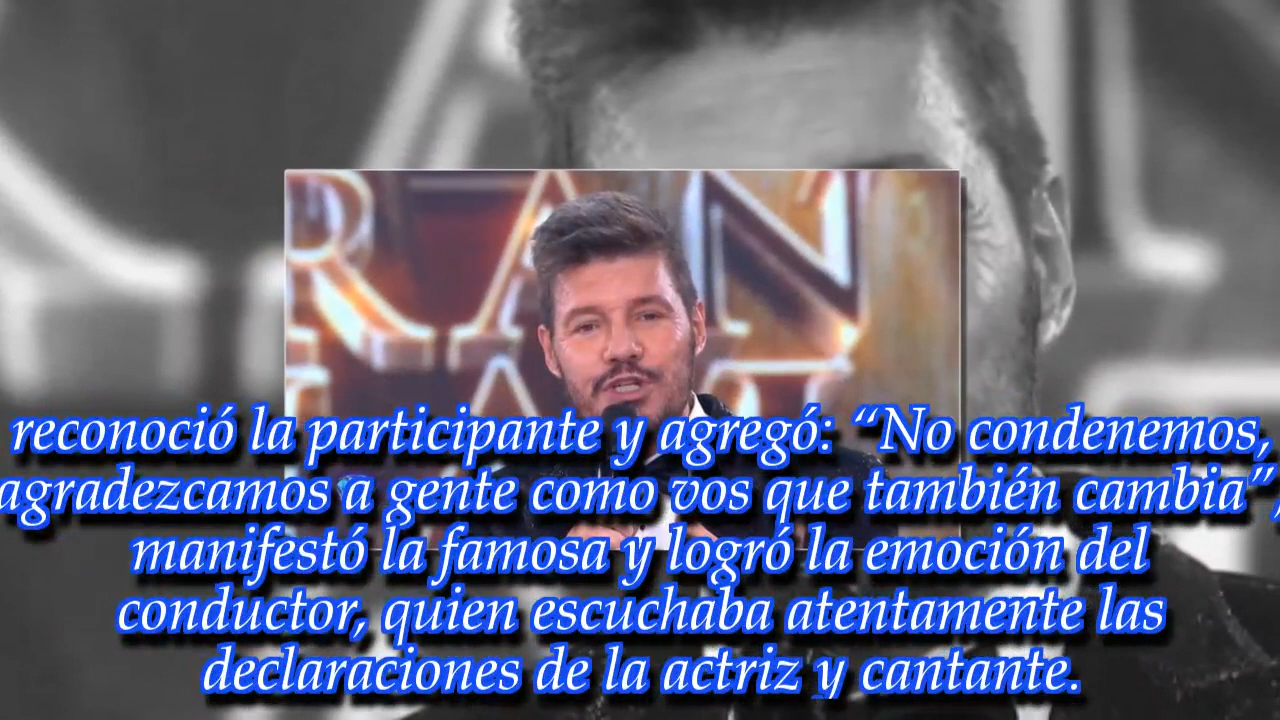 RAN
reconoció la participante y agregó: “No condenemos,
agradezcamos a gente como vos que también cambia”,
manifestó la famosa y logró la emoción del
conductor, quien escuchaba atentamente las
declaraciones de la actriz y cantante.